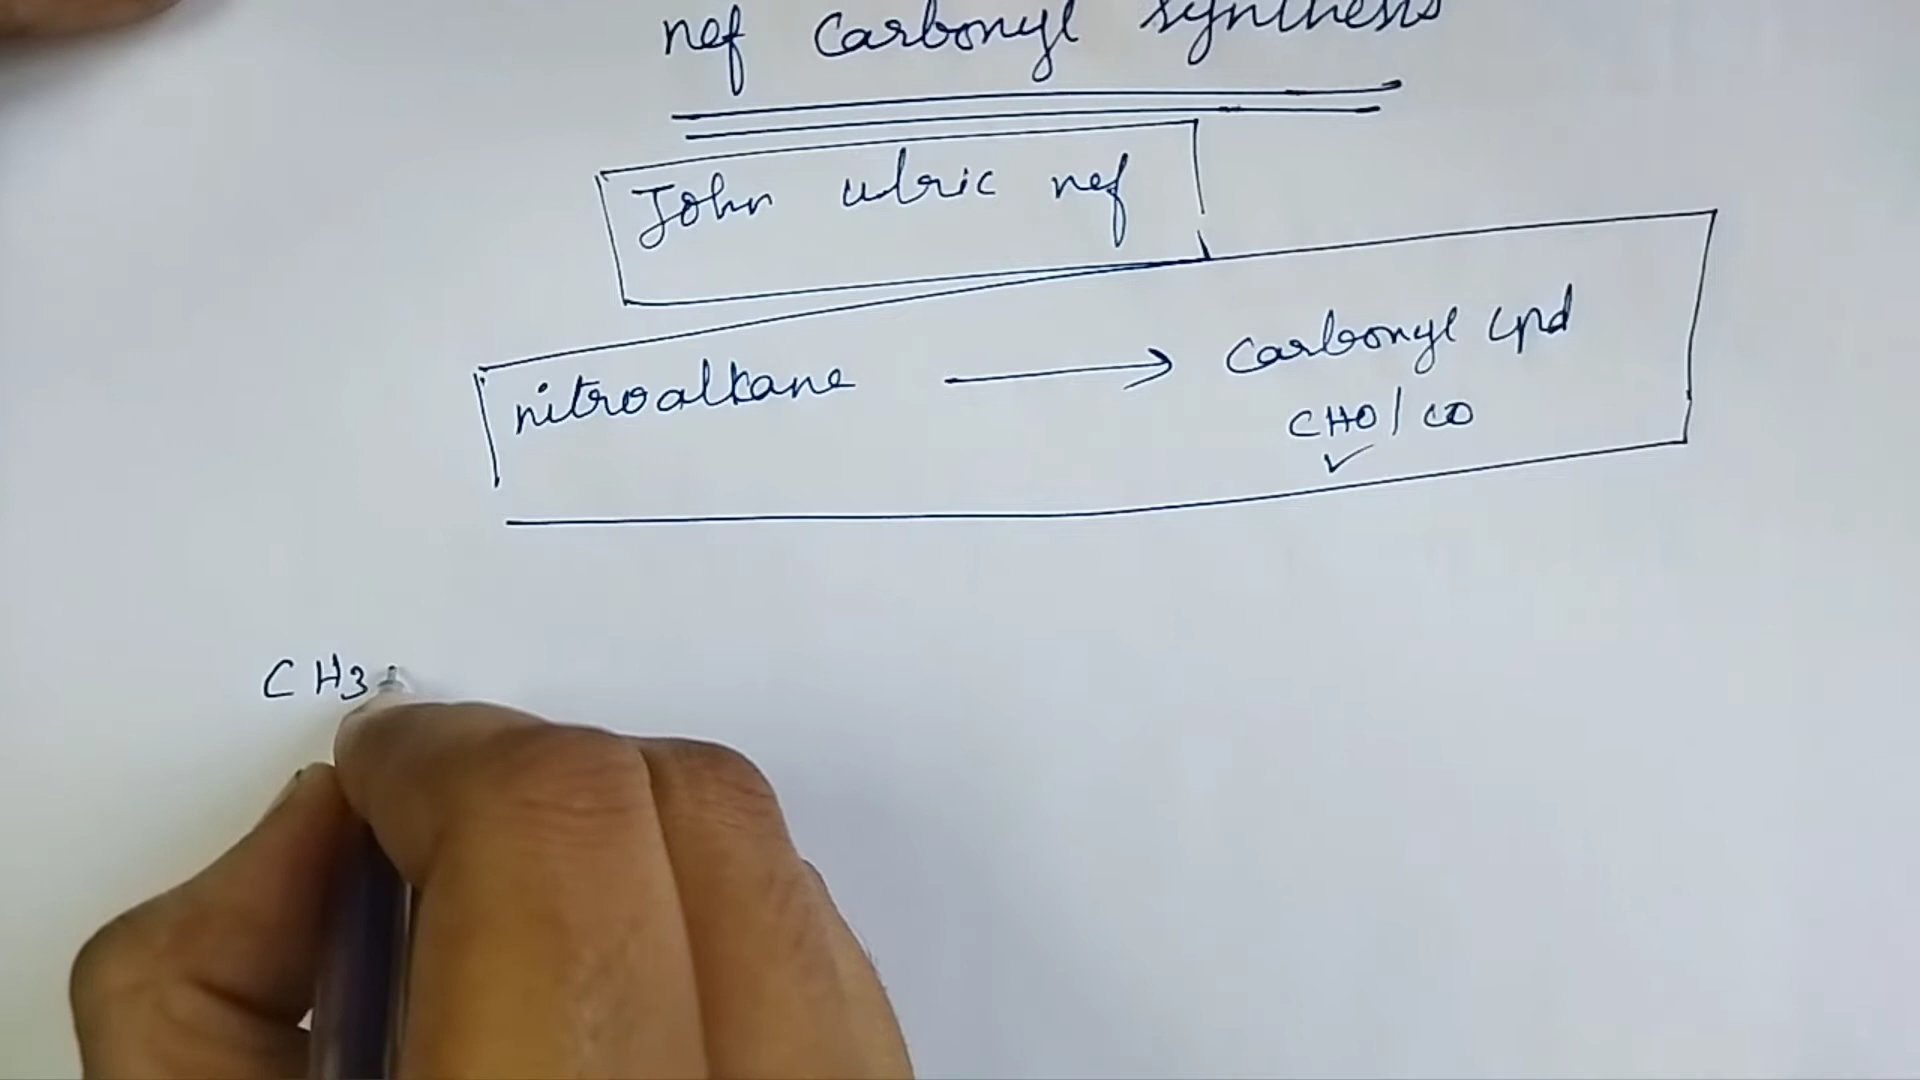 nef carbonyl synthesis
John ulric nef
nitroalkane → carbonyl cpd
CHO / CO
CH3